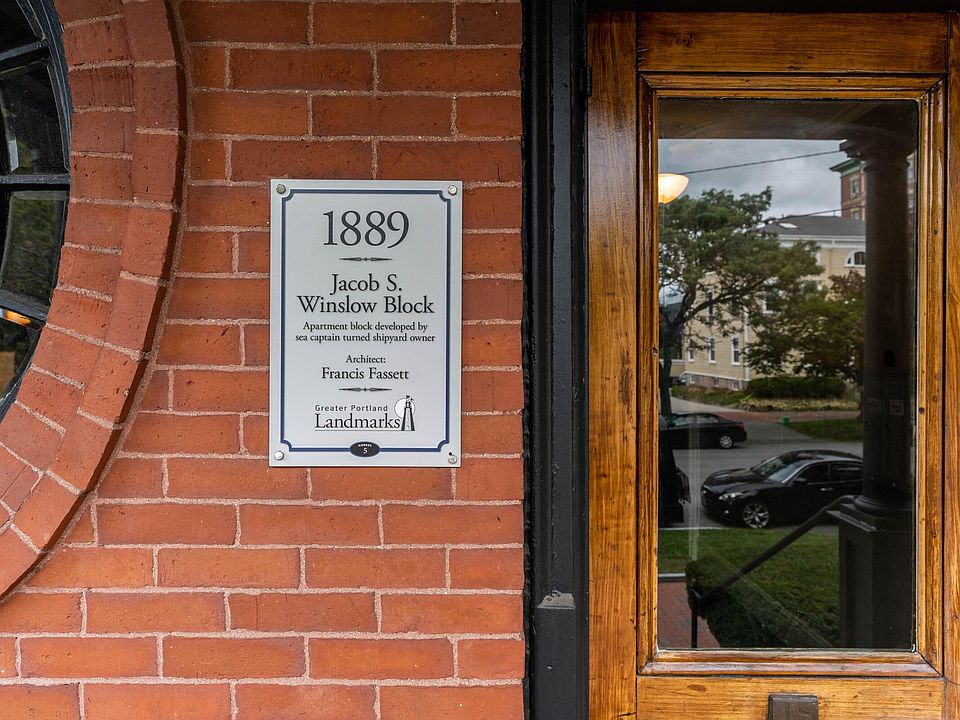 1889
Jacob S.
Winslow Block
Apartment block developed by
sea captain turned shipyard owner
Architect:
Francis Fassett
Greater Portland
Landmarks
MARKER
5